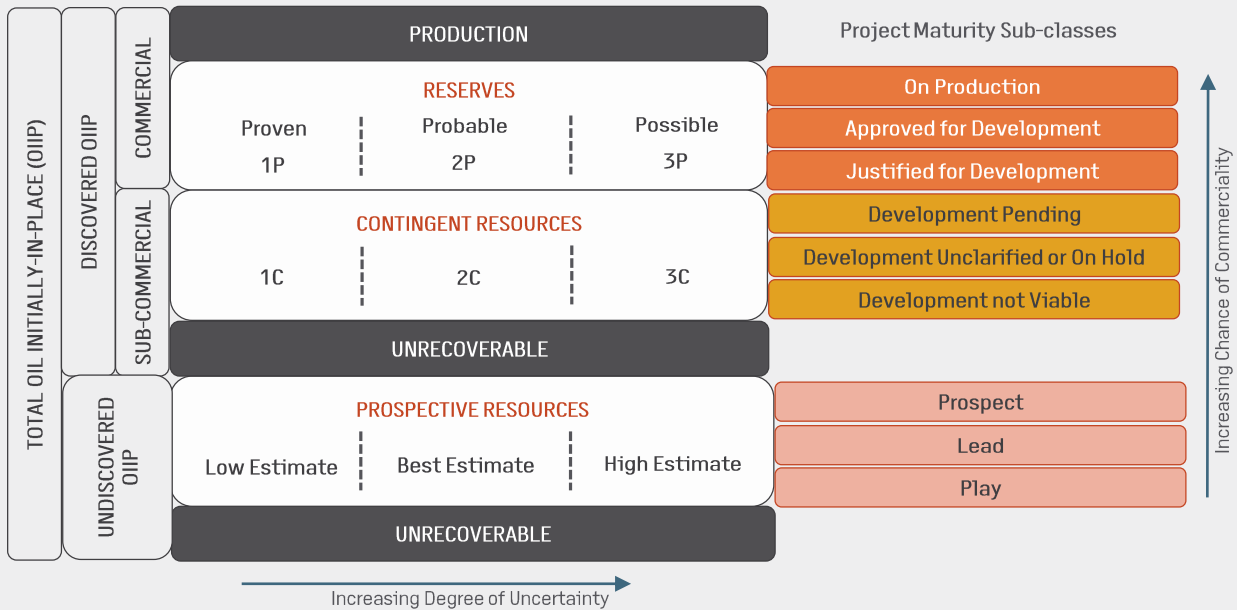 TOTAL OIL INITIALLY-IN-PLACE (OIIP)
DISCOVERED OIIP
UNDISCOVERED
OIIP
COMMERCIAL
SUB-COMMERCIAL
PRODUCTION
RESERVES
Proven
1P
Probable
2P
Possible
3P
CONTINGENT RESOURCES
1C
2C
3C
UNRECOVERABLE
PROSPECTIVE RESOURCES
Low Estimate
Best Estimate
High Estimate
UNRECOVERABLE
Project Maturity Sub-classes
On Production
Approved for Development
Justified for Development
Development Pending
Development Unclarified or On Hold
Development not Viable
Prospect
Lead
Play
Increasing Chance of Commerciality
Increasing Degree of Uncertainty